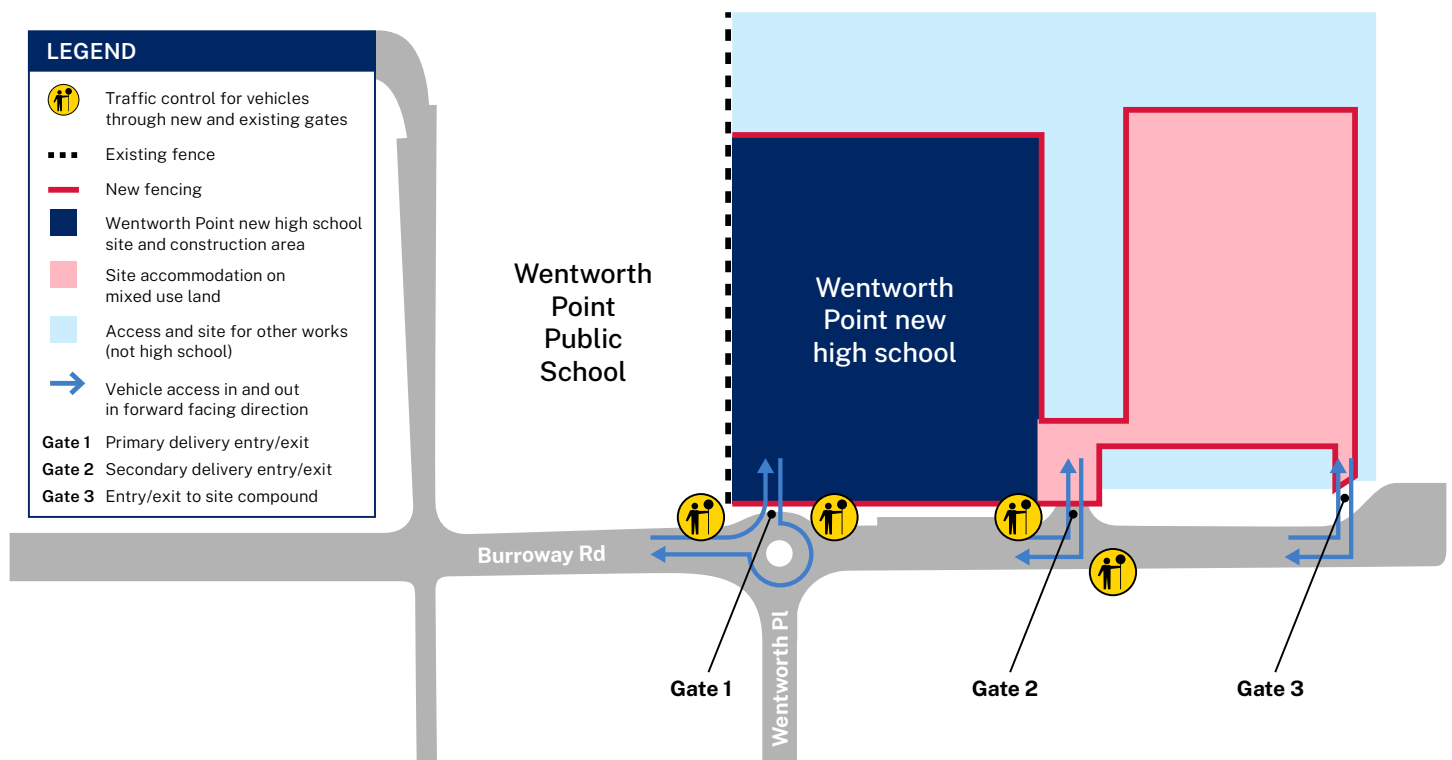 LEGEND
Traffic control for vehicles
through new and existing gates
Existing fence
New fencing
Wentworth Point new high school
site and construction area
Site accommodation on
mixed use land
Access and site for other works
(not high school)
Vehicle access in and out
in forward facing direction
Gate 1 Primary delivery entry/exit
Gate 2 Secondary delivery entry/exit
Gate 3 Entry/exit to site compound
Wentworth
Point
Public
School
Wentworth
Point new
high school
Burroway Rd
Wentworth Pl
Gate 1
Gate 2
Gate 3